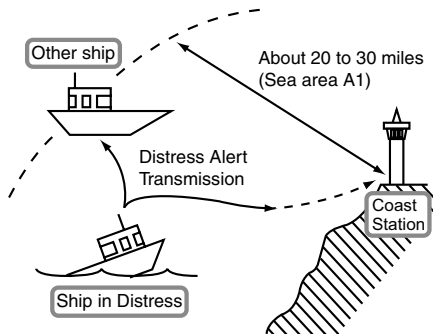 Other ship
About 20 to 30 miles
(Sea area A1)
Distress Alert
Transmission
Coast
Station
Ship in Distress